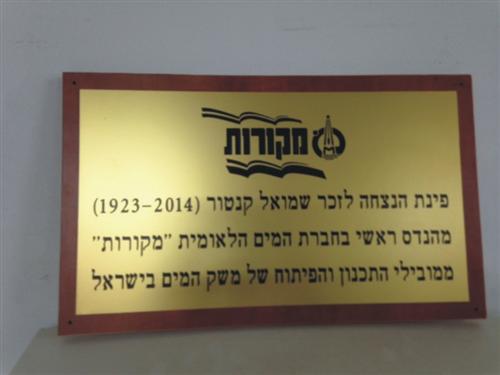 מקורות
פינת הנצחה לזכר שמואל קנטור (1923-2014)
מהנדס ראשי בחברת המים הלאומית "מקורות"
ממובילי התכנון והפיתוח של משק המים בישראל